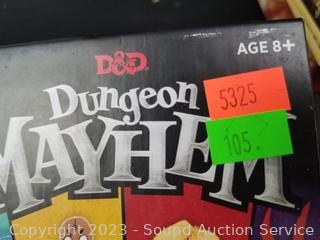 D&D
AGE 8+
Dungeon
MAYHEM
5325
105.
Copyright 2023 - Sound Auction Service